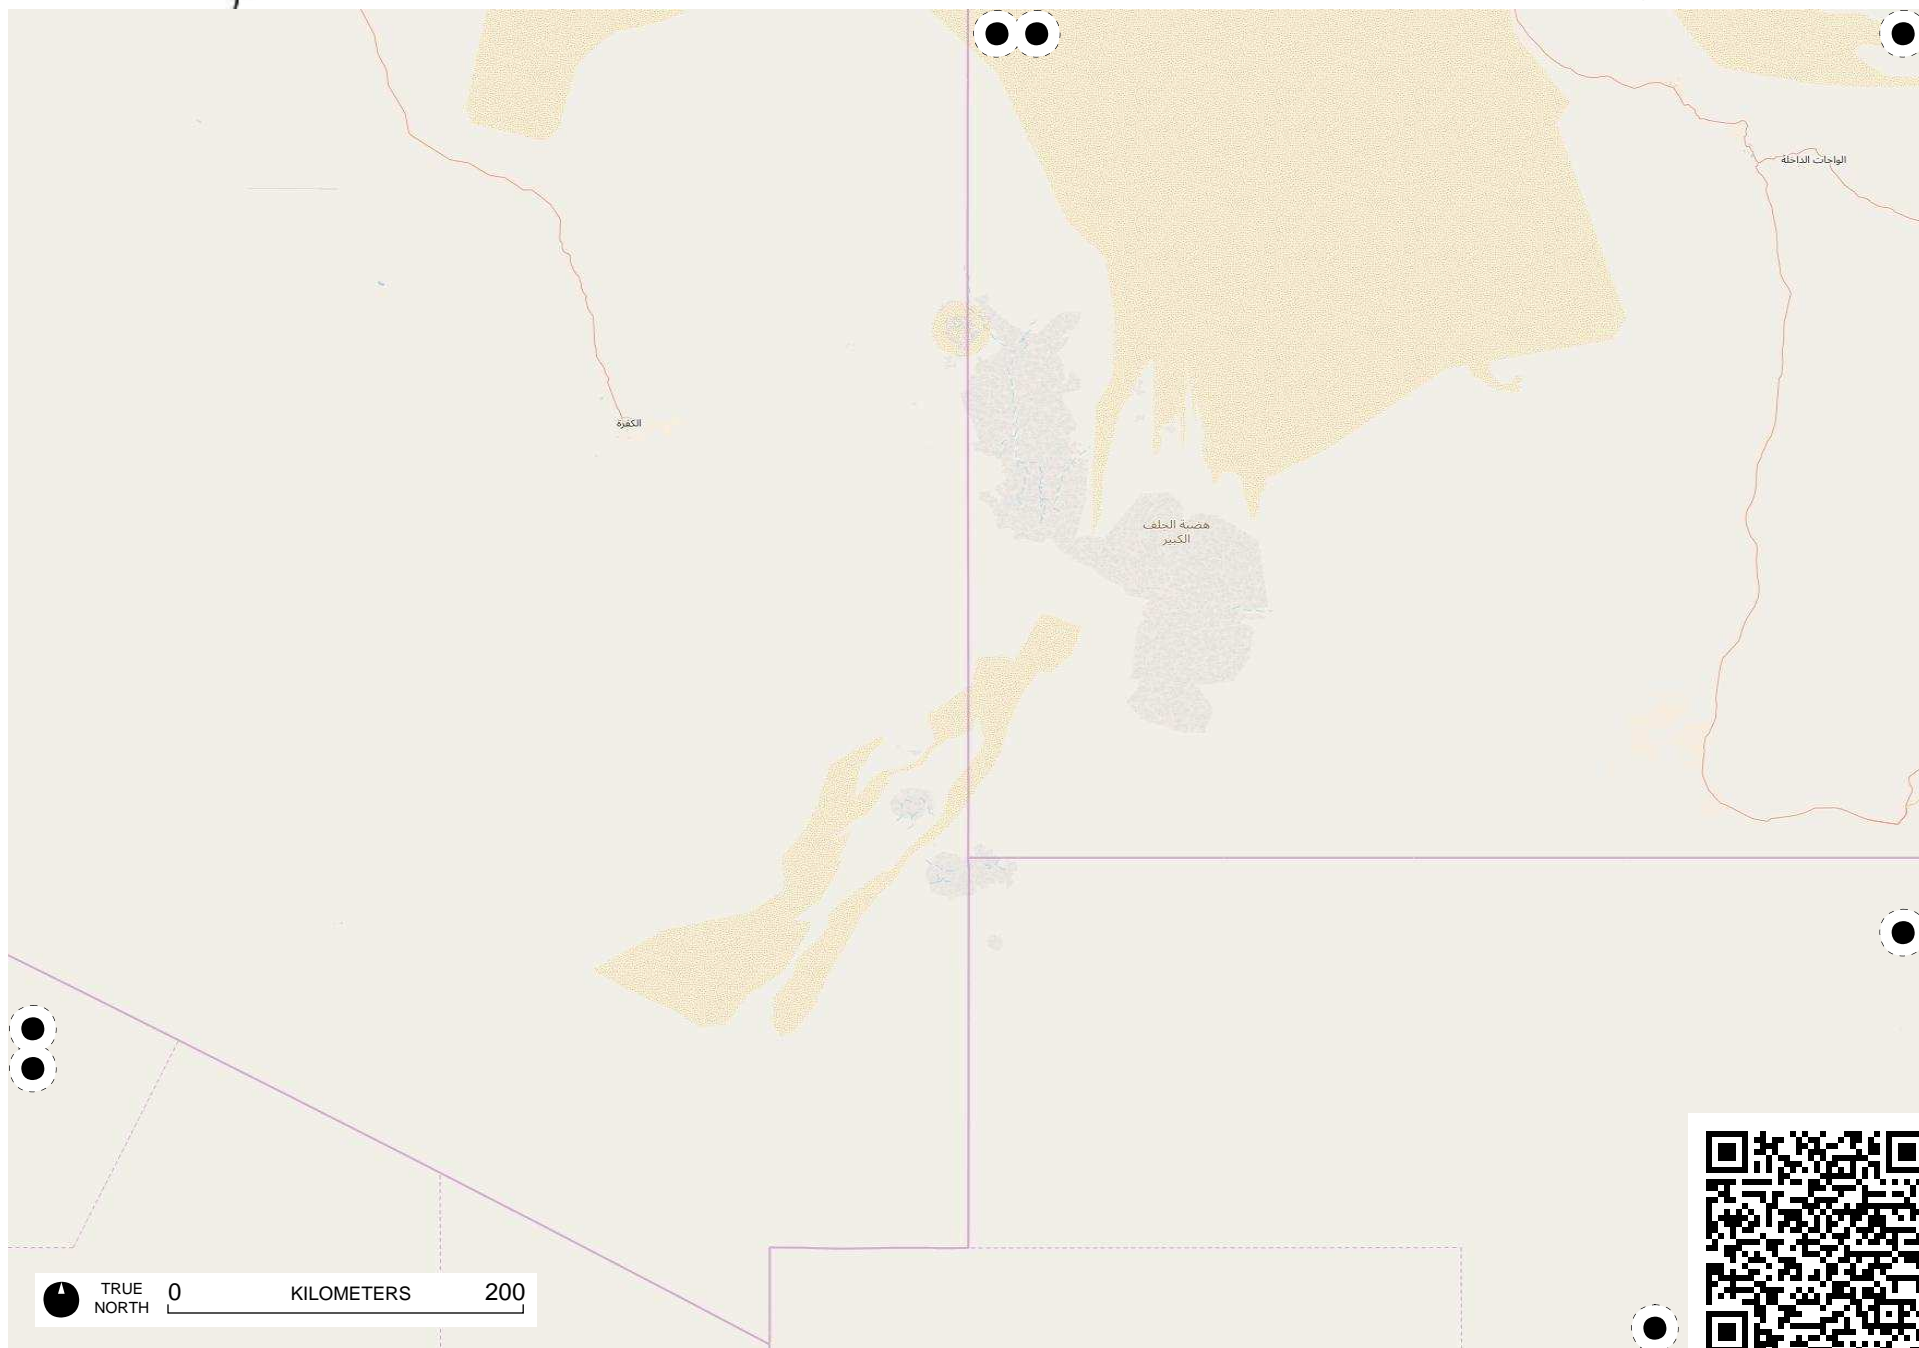 الواحات الداخلة
الكفرة
هضبة الجلف
الكبير
TRUE
NORTH
0 KILOMETERS 200